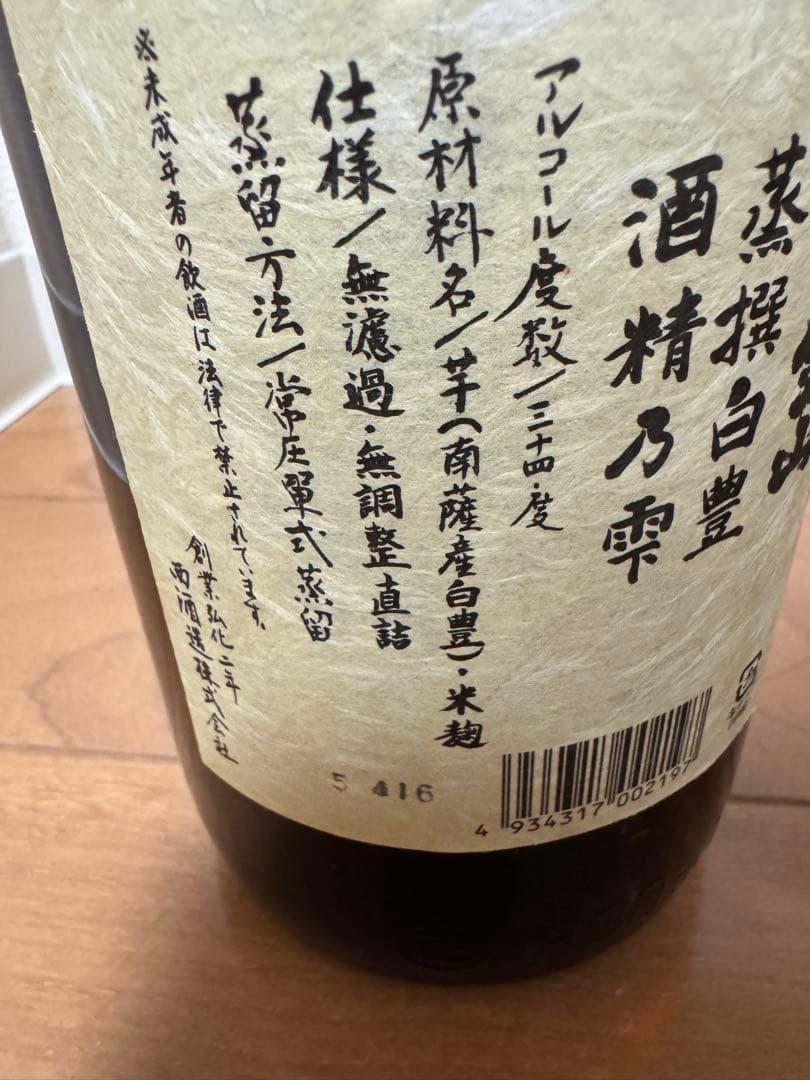 蒸撰白豊
酒精乃雫
アルコール度数/三十四・度
原材料名/芋(南薩産白豊)・米麹
仕様/無濾過・無調整直詰
蒸留・方法/常圧単式蒸留
※未成年者の飲酒は法律で禁止されています。
創業弘化二年
西酒造株式会社
5 416
4 934317 002197